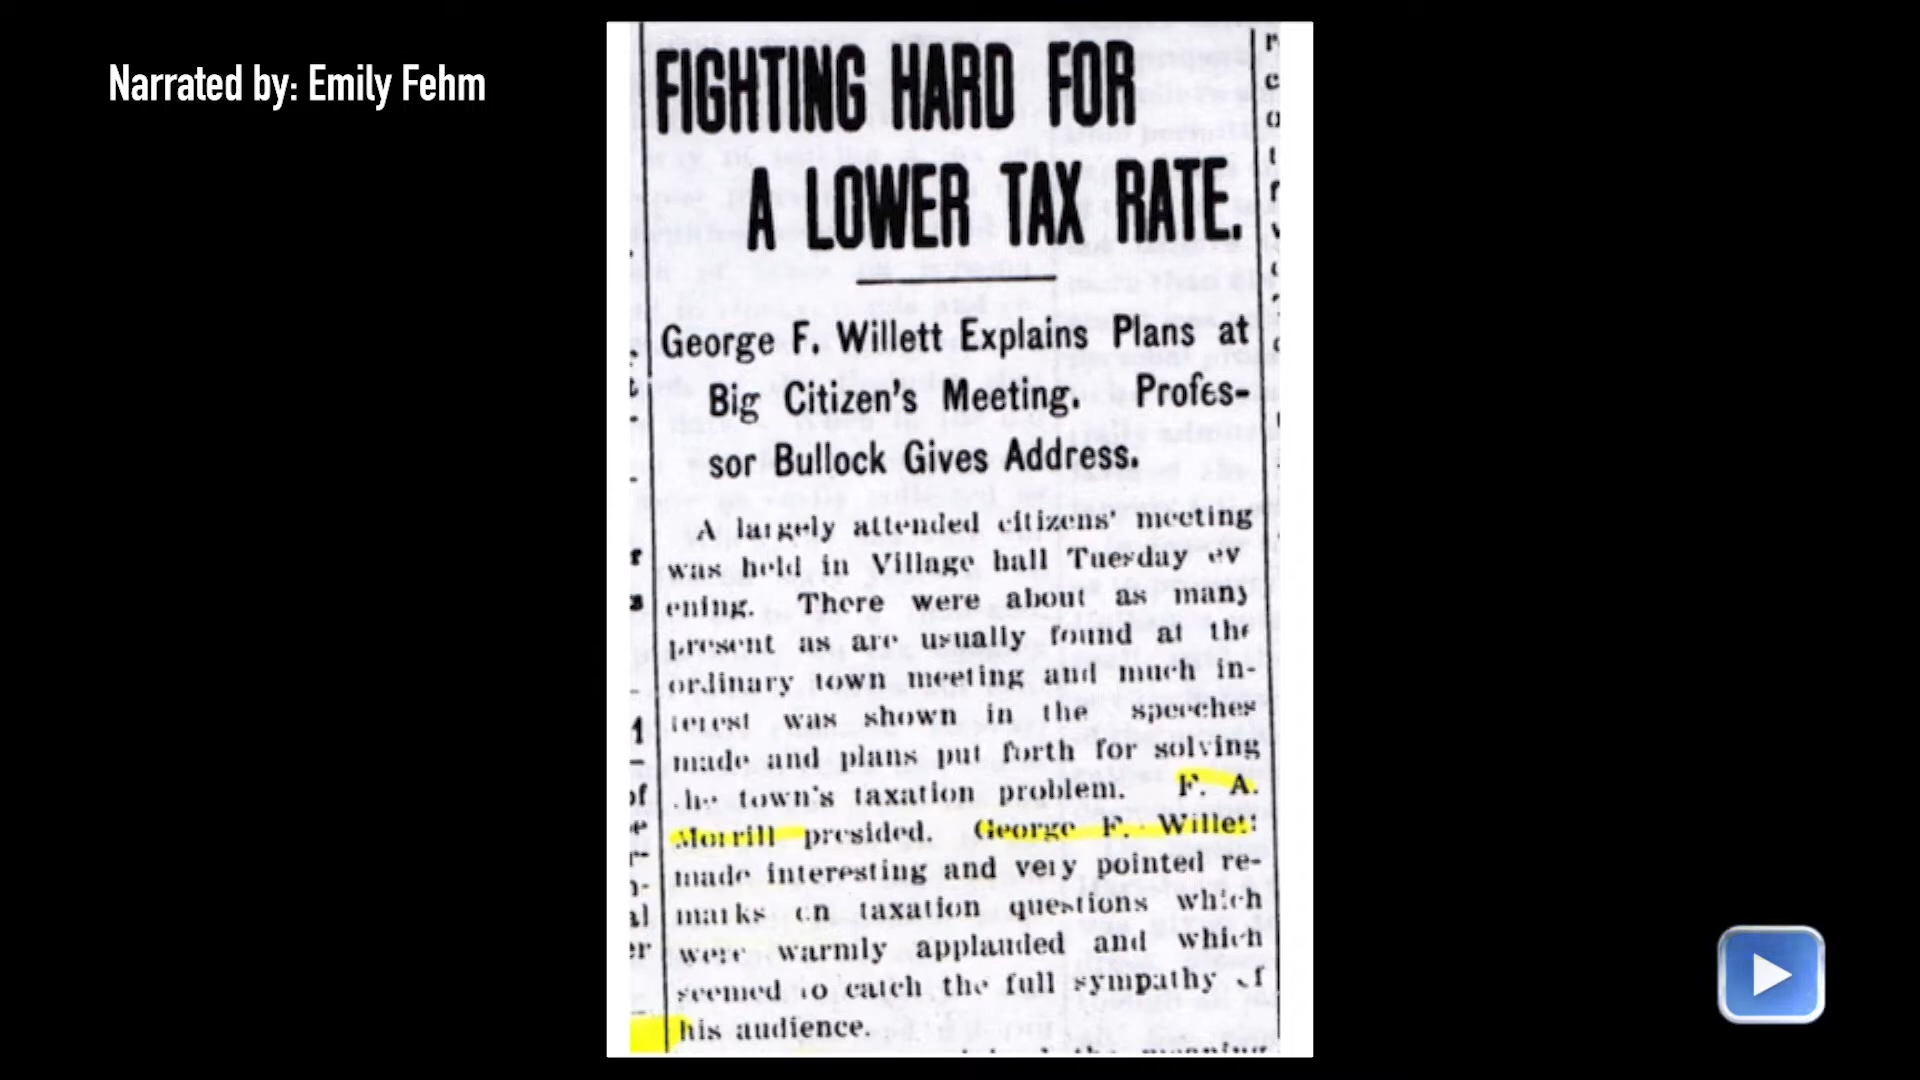 Narrated by: Emily Fehm
FIGHTING HARD FOR
A LOWER TAX RATE.
George F. Willett Explains Plans at
Big Citizen's Meeting. Profes-
sor Bullock Gives Address.
A largely attended citizens' meeting
was held in Village hall Tuesday ev
ening. There were about as many
present as are usually found at the
ordinary town meeting and much in-
terest was shown in the speeches
made and plans put forth for solving
the town's taxation problem. F. A.
Morrill presided. George F. Willett
made interesting and very pointed re-
marks on taxation questions which
were warmly applauded and which
seemed to catch the full sympathy of
his audience.
the meaning